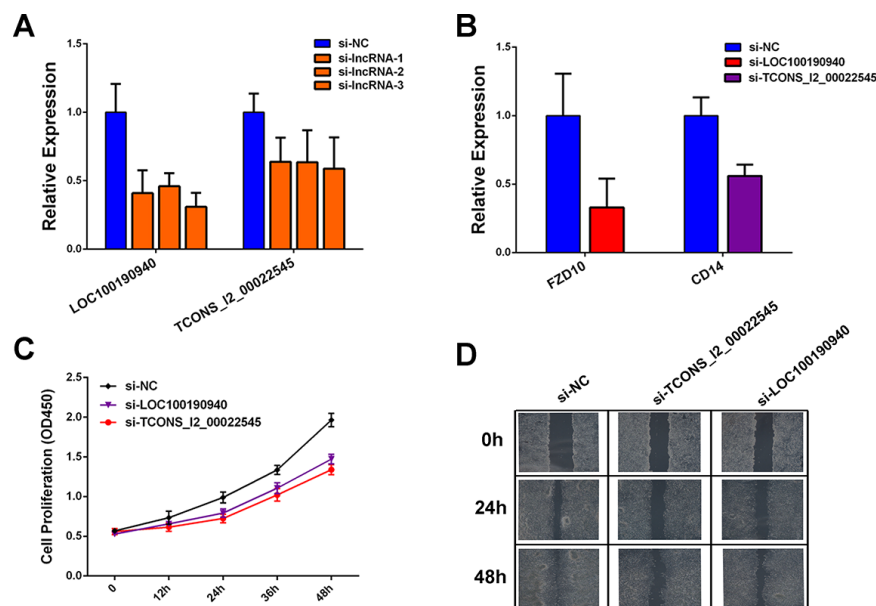 A
Relative Expression
1.5
1.0
0.5
0.0
si-NC
si-lncRNA-1
si-lncRNA-2
si-lncRNA-3
LOC100190940
TCONS_I2_00022545
B
Relative Expression
1.5
1.0
0.5
0.0
si-NC
si-LOC100190940
si-TCONS_I2_00022545
FZD10
CD14
C
Cell Proliferation (OD450)
2.5
2.0
1.5
1.0
0.5
0.0
si-NC
si-LOC100190940
si-TCONS_I2_00022545
0
12h
24h
36h
48h
D
si-NC
si-TCONS_I2_00022545
si-LOC100190940
0h
24h
48h